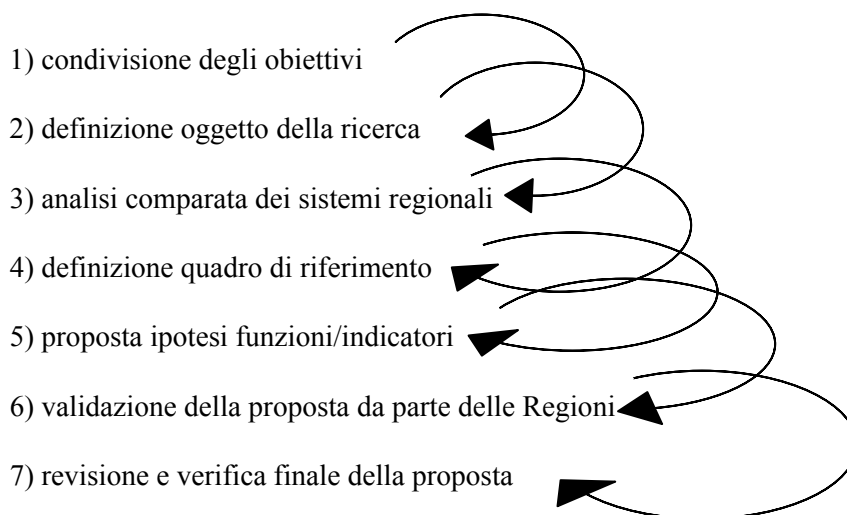 1) condivisione degli obiettivi
2) definizione oggetto della ricerca
3) analisi comparata dei sistemi regionali
4) definizione quadro di riferimento
5) proposta ipotesi funzioni/indicatori
6) validazione della proposta da parte delle Regioni
7) revisione e verifica finale della proposta